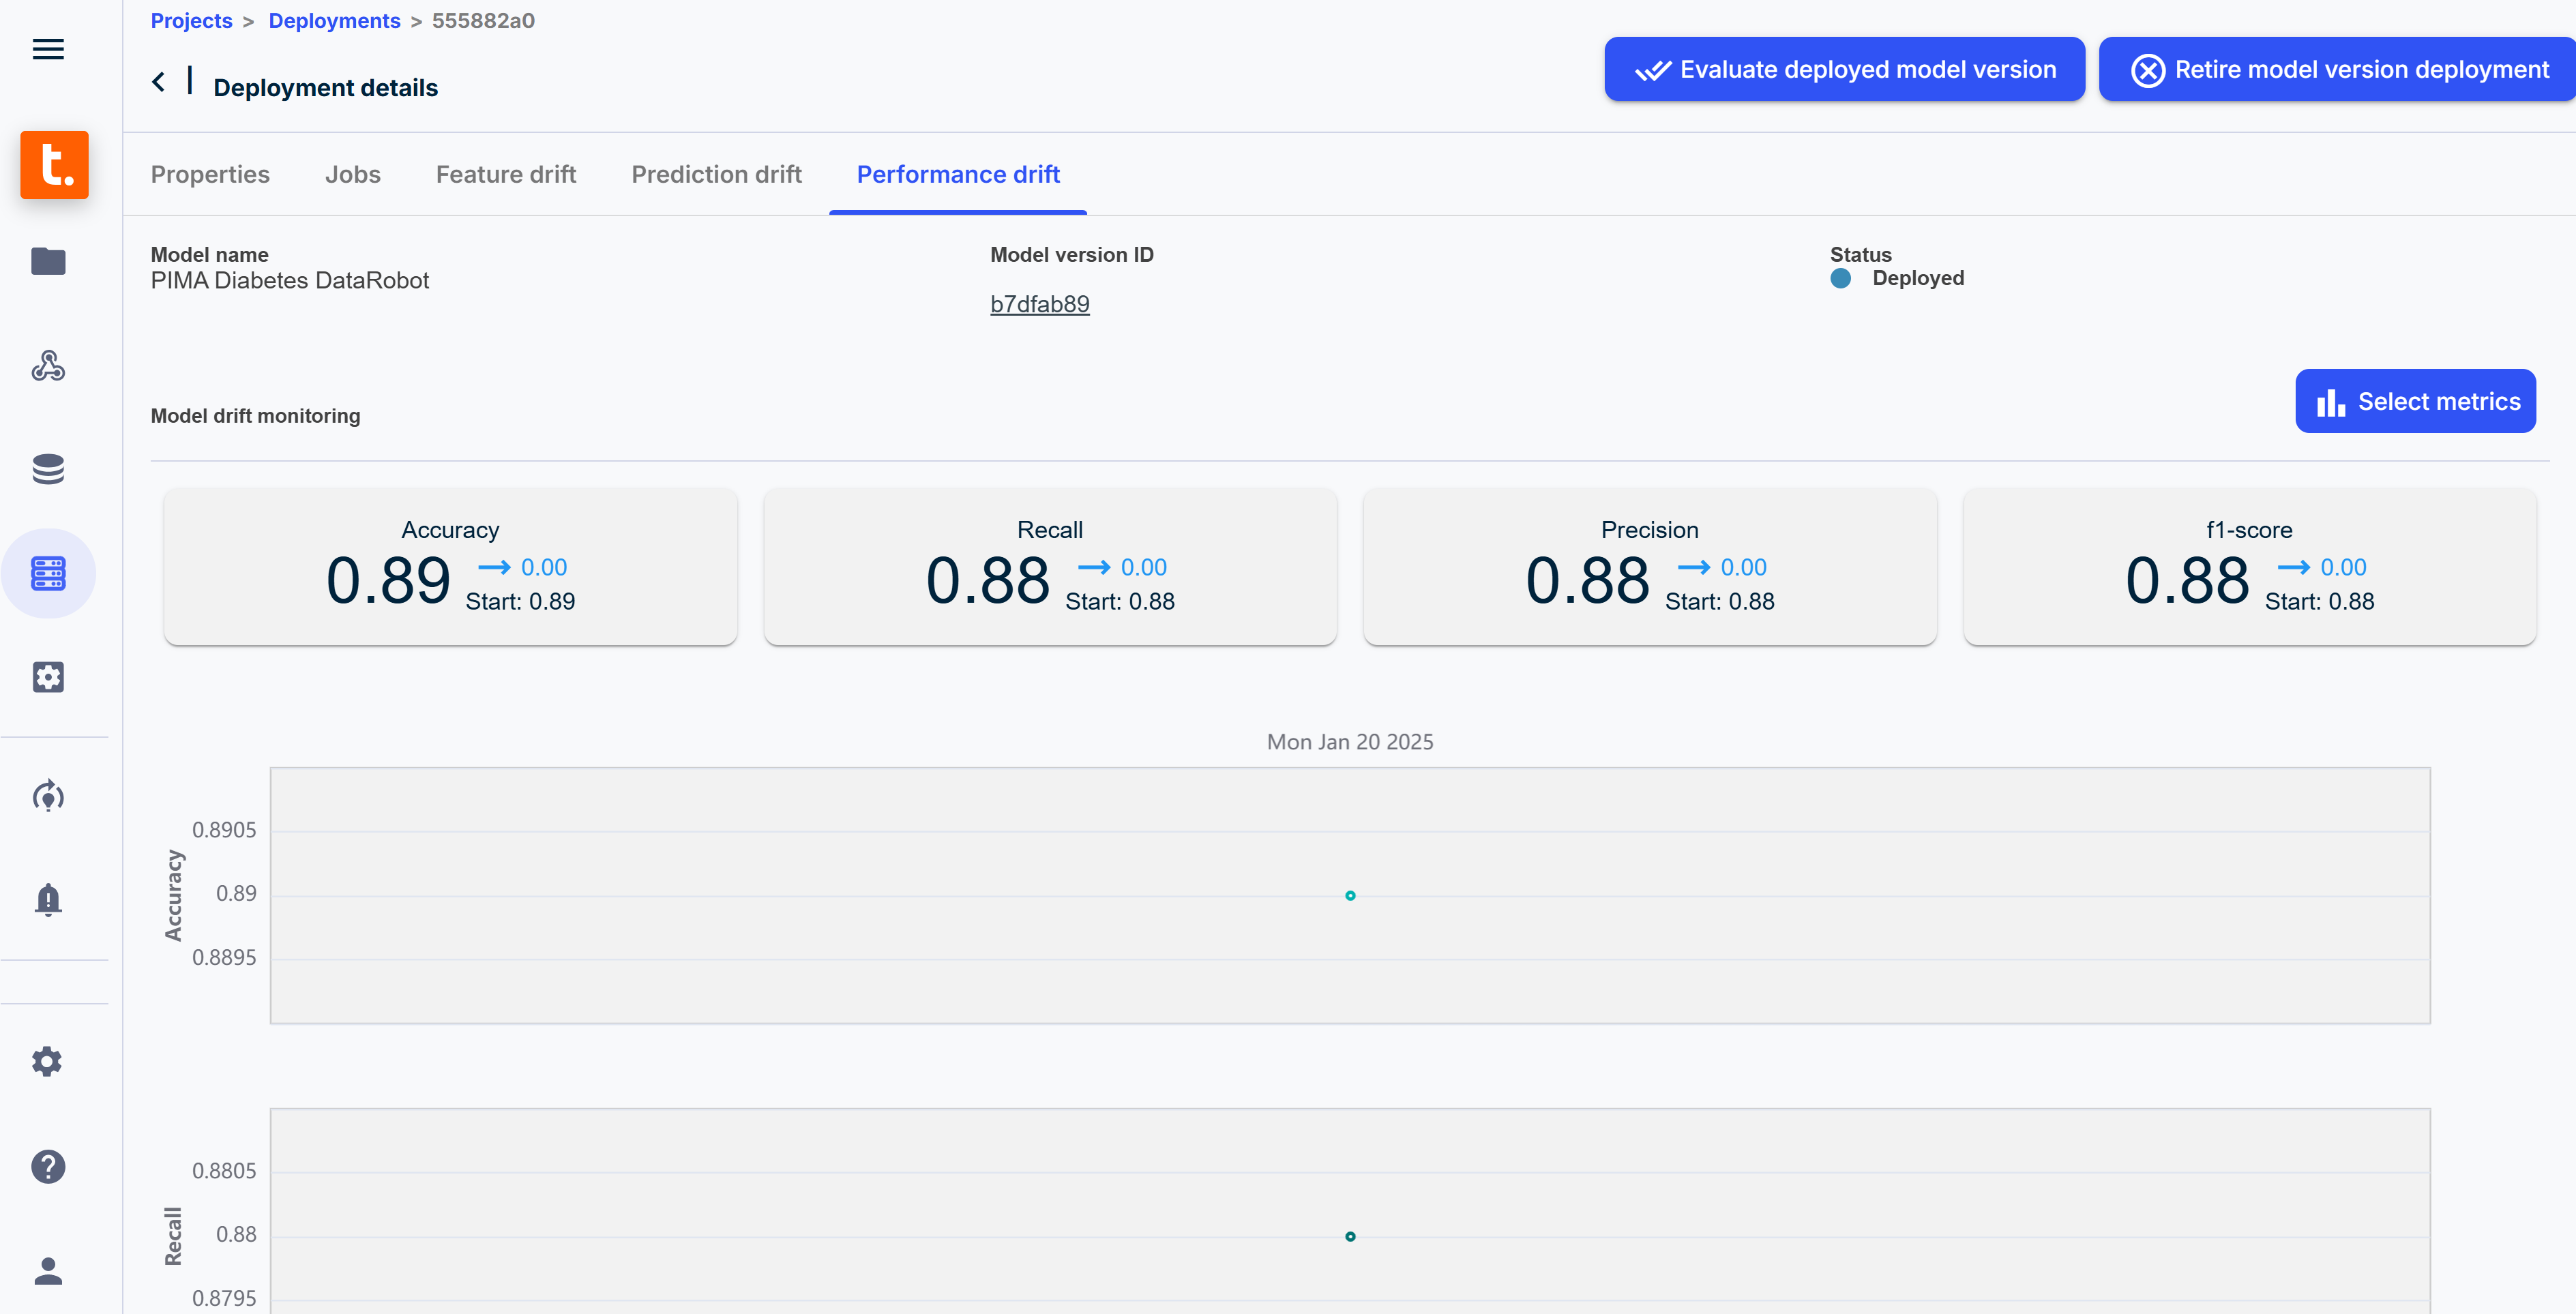 Projects > Deployments > 555882a0
Deployment details
Evaluate deployed model version
Retire model version deployment
t.
Properties Jobs Feature drift Prediction drift Performance drift
Model name
PIMA Diabetes DataRobot
Model version ID
b7dfab89
Status
Deployed
Model drift monitoring
Select metrics
Accuracy
0.89 → 0.00
Start: 0.89
Recall
0.88 → 0.00
Start: 0.88
Precision
0.88 → 0.00
Start: 0.88
f1-score
0.88 → 0.00
Start: 0.88
Mon Jan 20 2025
Accuracy
0.8905
0.89
0.8895
Recall
0.8805
0.88
0.8795